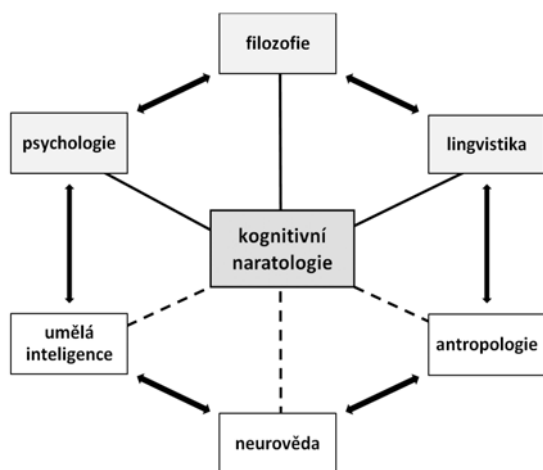 filozofie
psychologie
lingvistika
kognitivní
naratologie
umělá
inteligence
antropologie
neurověda